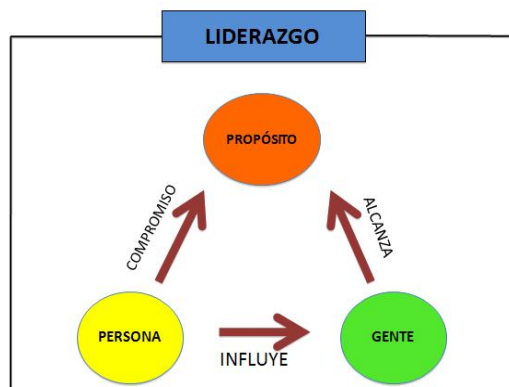 LIDERAZGO
PROPÓSITO
COMPROMISO
ALCANZA
PERSONA
INFLUYE
GENTE